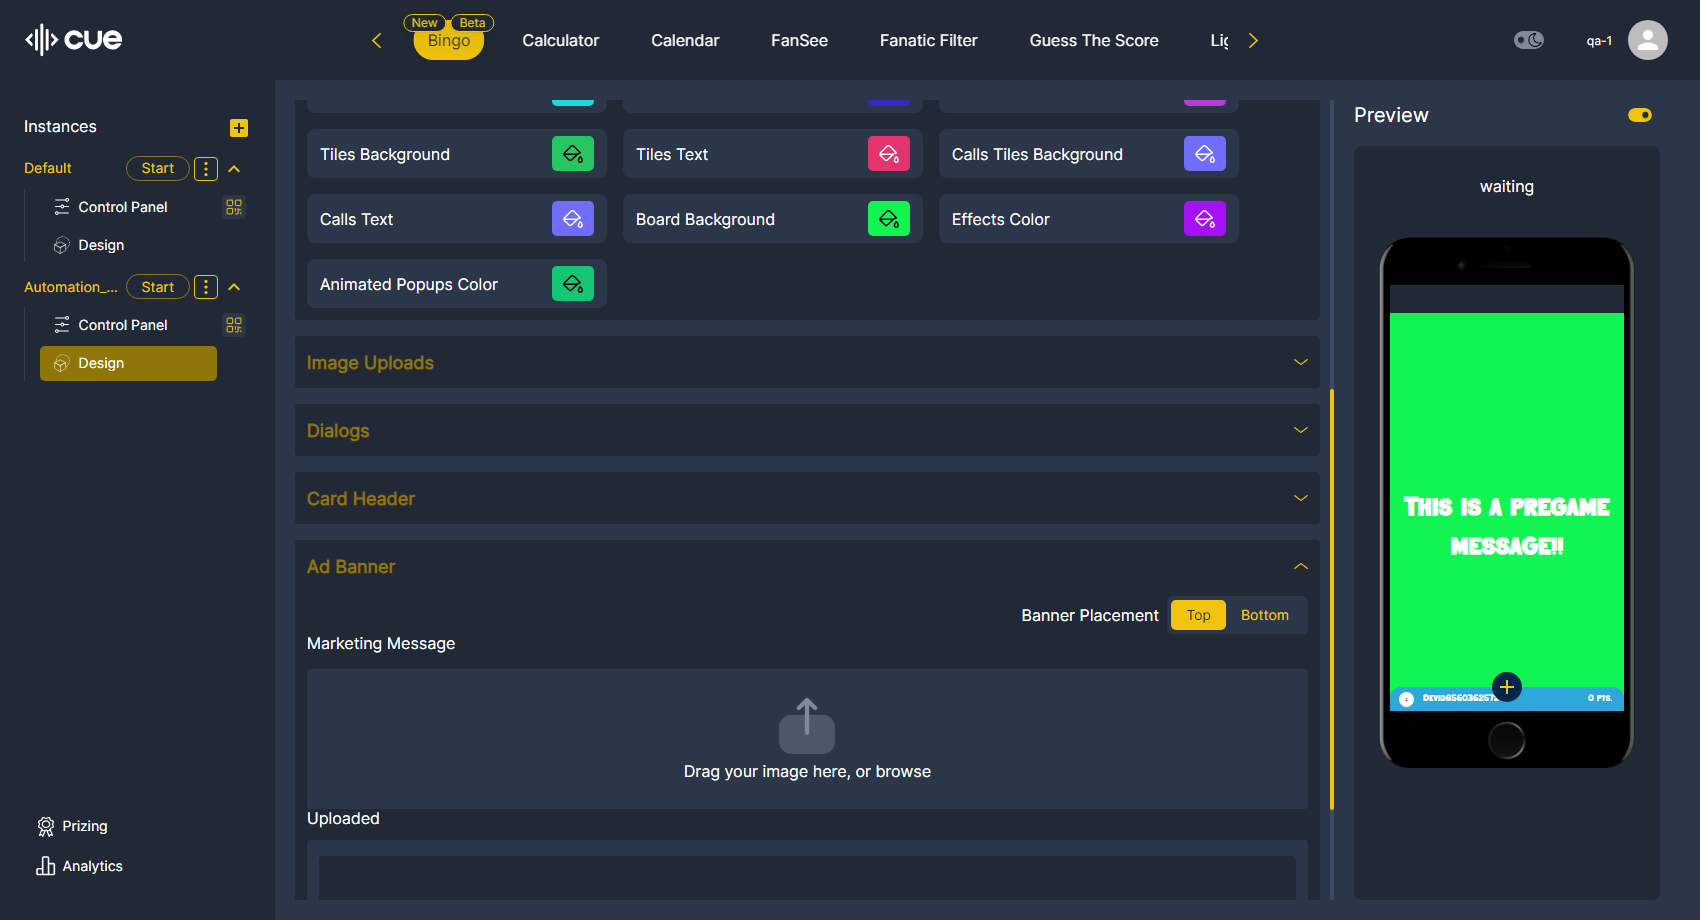 cue
New Beta
Bingo Calculator Calendar FanSee Fanatic Filter Guess The Score Lig
qa-1
Instances
Default Start
Control Panel
Design
Automation_... Start
Control Panel
Design
Prizing
Analytics
Tiles Background Tiles Text Calls Tiles Background
Calls Text Board Background Effects Color
Animated Popups Color
Image Uploads
Dialogs
Card Header
Ad Banner
Banner Placement Top Bottom
Marketing Message
Drag your image here, or browse
Uploaded
Preview
waiting
This is a pregame
message!!
0 pts.